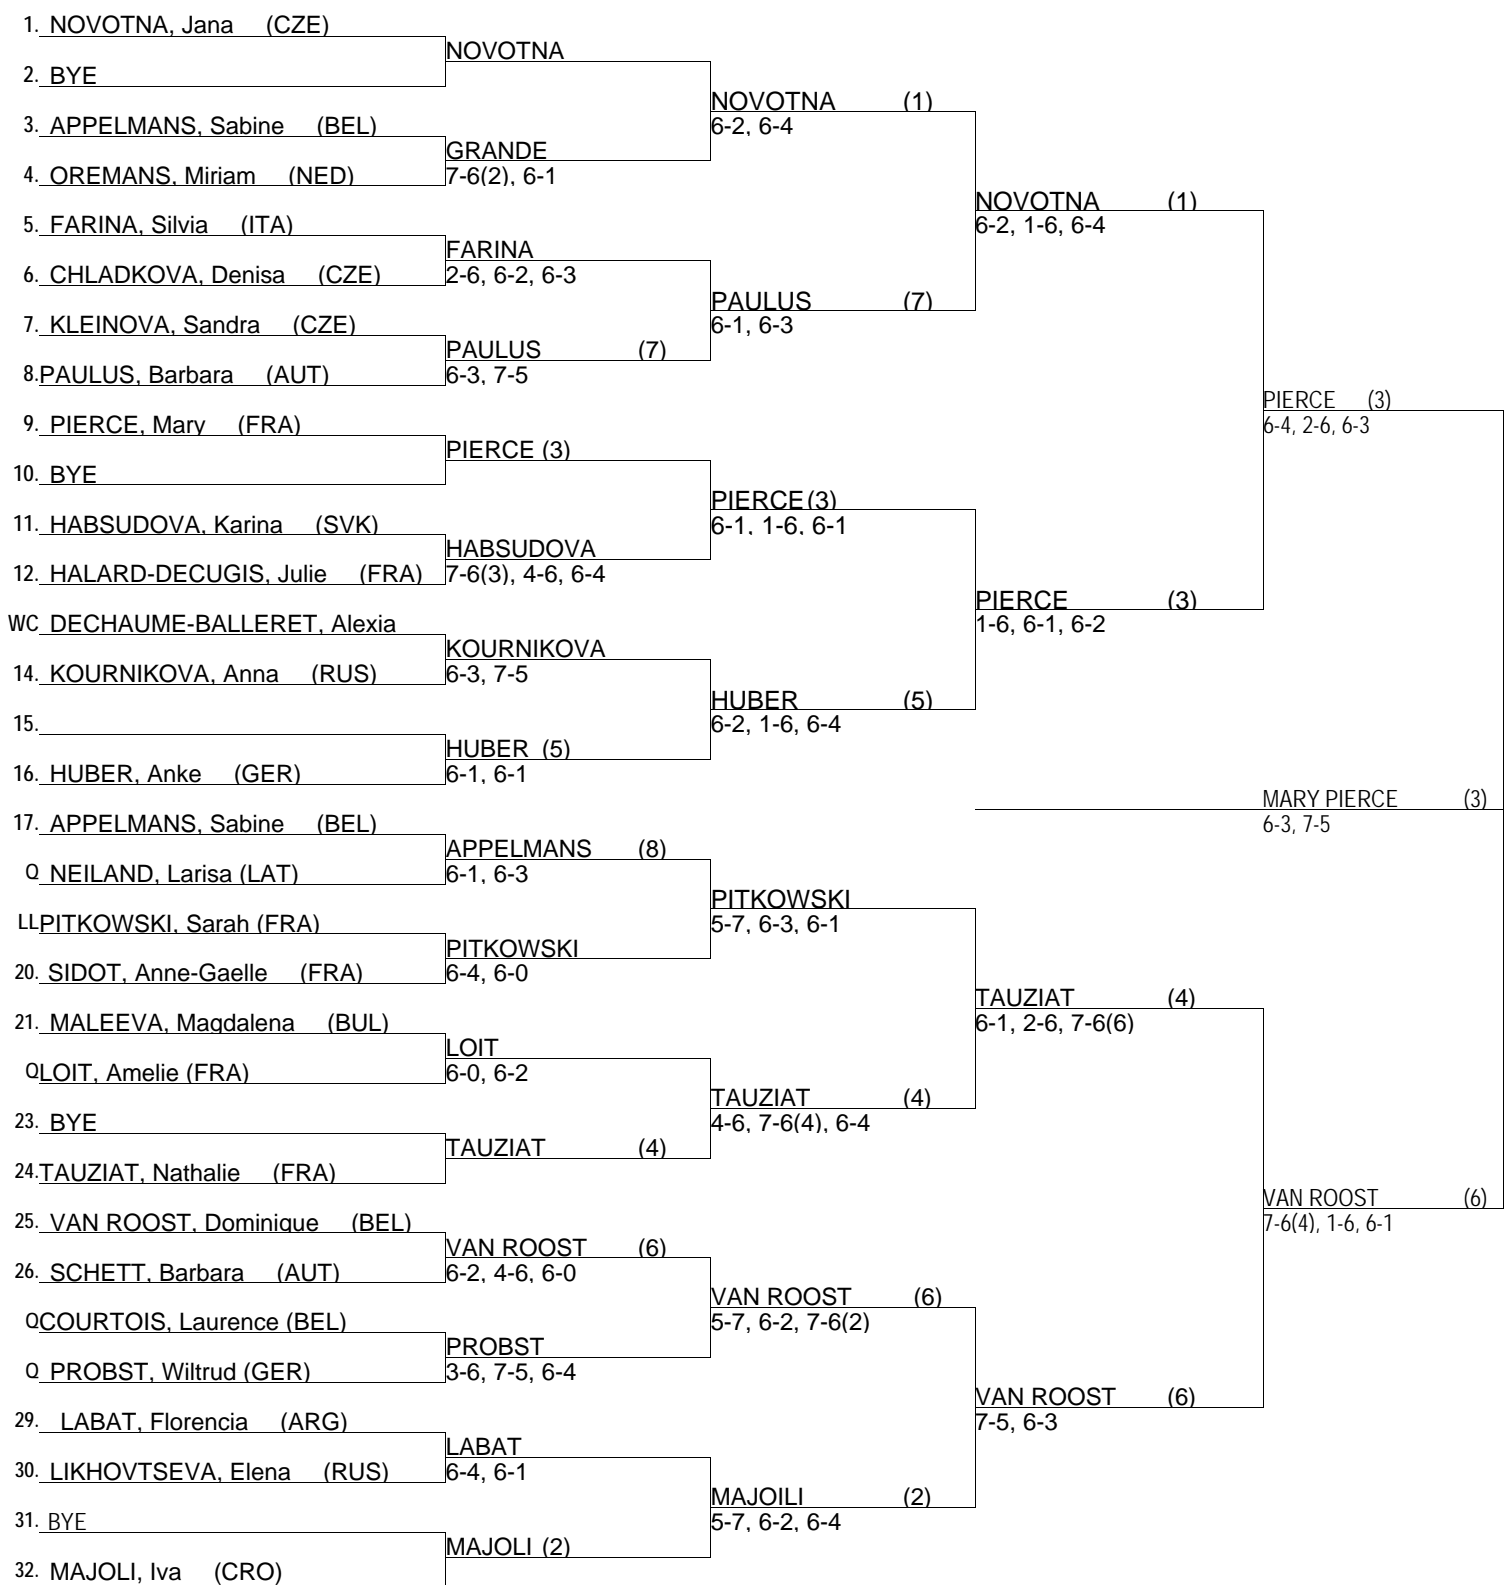 1. NOVOTNA, Jana (CZE)
NOVOTNA
2. BYE
NOVOTNA (1)
6-2, 6-4
3. APPELMANS, Sabine (BEL)
GRANDE
7-6(2), 6-1
4. OREMANS, Miriam (NED)
NOVOTNA (1)
6-2, 1-6, 6-4
5. FARINA, Silvia (ITA)
FARINA
2-6, 6-2, 6-3
6. CHLADKOVA, Denisa (CZE)
PAULUS (7)
6-1, 6-3
7. KLEINOVA, Sandra (CZE)
PAULUS (7)
6-3, 7-5
8. PAULUS, Barbara (AUT)
PIERCE (3)
6-4, 2-6, 6-3
9. PIERCE, Mary (FRA)
PIERCE (3)
10. BYE
PIERCE (3)
6-1, 1-6, 6-1
11. HABSUDOVA, Karina (SVK)
HABSUDOVA
7-6(3), 4-6, 6-4
12. HALARD-DECUGIS, Julie (FRA)
PIERCE (3)
1-6, 6-1, 6-2
WC DECHAUME-BALLERET, Alexia
KOURNIKOVA
6-3, 7-5
14. KOURNIKOVA, Anna (RUS)
HUBER (5)
6-2, 1-6, 6-4
15.
HUBER (5)
6-1, 6-1
16. HUBER, Anke (GER)
MARY PIERCE (3)
6-3, 7-5
17. APPELMANS, Sabine (BEL)
APPELMANS (8)
6-1, 6-3
Q NEILAND, Larisa (LAT)
PITKOWSKI
5-7, 6-3, 6-1
LL PITKOWSKI, Sarah (FRA)
PITKOWSKI
6-4, 6-0
20. SIDOT, Anne-Gaelle (FRA)
TAUZIAT (4)
6-1, 2-6, 7-6(6)
21. MALEEVA, Magdalena (BUL)
LOIT
6-0, 6-2
Q LOIT, Amelie (FRA)
TAUZIAT (4)
4-6, 7-6(4), 6-4
23. BYE
TAUZIAT (4)
24. TAUZIAT, Nathalie (FRA)
VAN ROOST (6)
7-6(4), 1-6, 6-1
25. VAN ROOST, Dominique (BEL)
VAN ROOST (6)
6-2, 4-6, 6-0
26. SCHETT, Barbara (AUT)
VAN ROOST (6)
5-7, 6-2, 7-6(2)
Q COURTOIS, Laurence (BEL)
PROBST
3-6, 7-5, 6-4
Q PROBST, Wiltrud (GER)
VAN ROOST (6)
7-5, 6-3
29. LABAT, Florencia (ARG)
LABAT
6-4, 6-1
30. LIKHOVTSEVA, Elena (RUS)
MAJOILI (2)
5-7, 6-2, 6-4
31. BYE
MAJOLI (2)
32. MAJOLI, Iva (CRO)